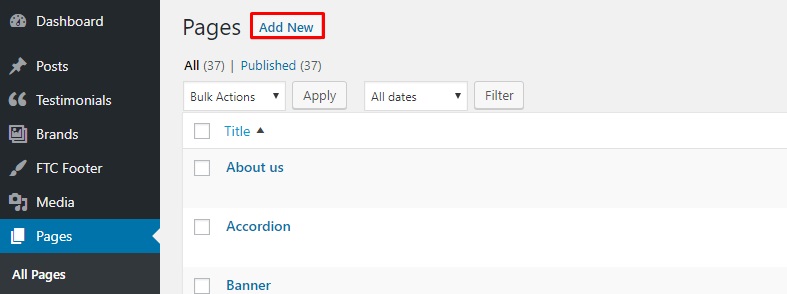 Dashboard
Posts
Testimonials
Brands
FTC Footer
Media
Pages
All Pages
Pages Add New
All (37) | Published (37)
Bulk Actions Apply All dates Filter
Title
About us
Accordion
Banner